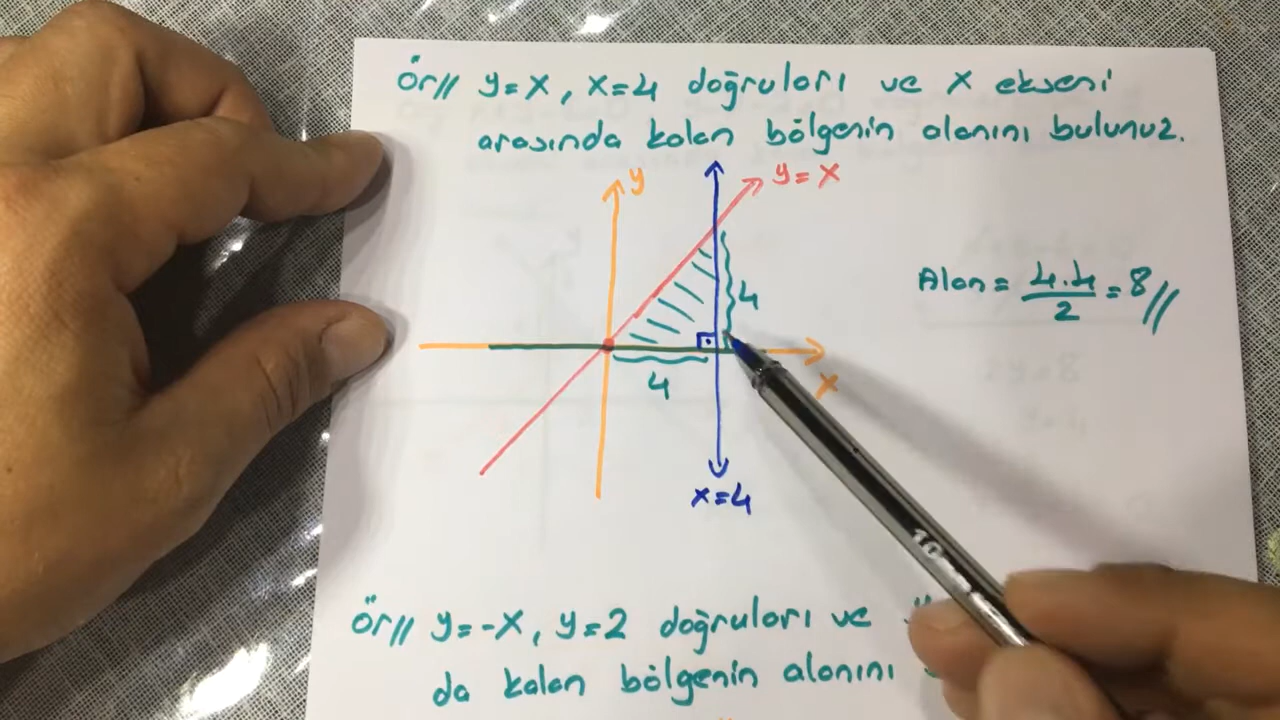 Ör// y=x, x=4 doğruları ve x ekseni
arasında kalan bölgenin alanını bulunuz.
y
y=x
4
Alan = 4.4/2 = 8//
4
x
x=4
10
Ör// y=-x, y=2 doğruları ve
da kalan bölgenin alanını